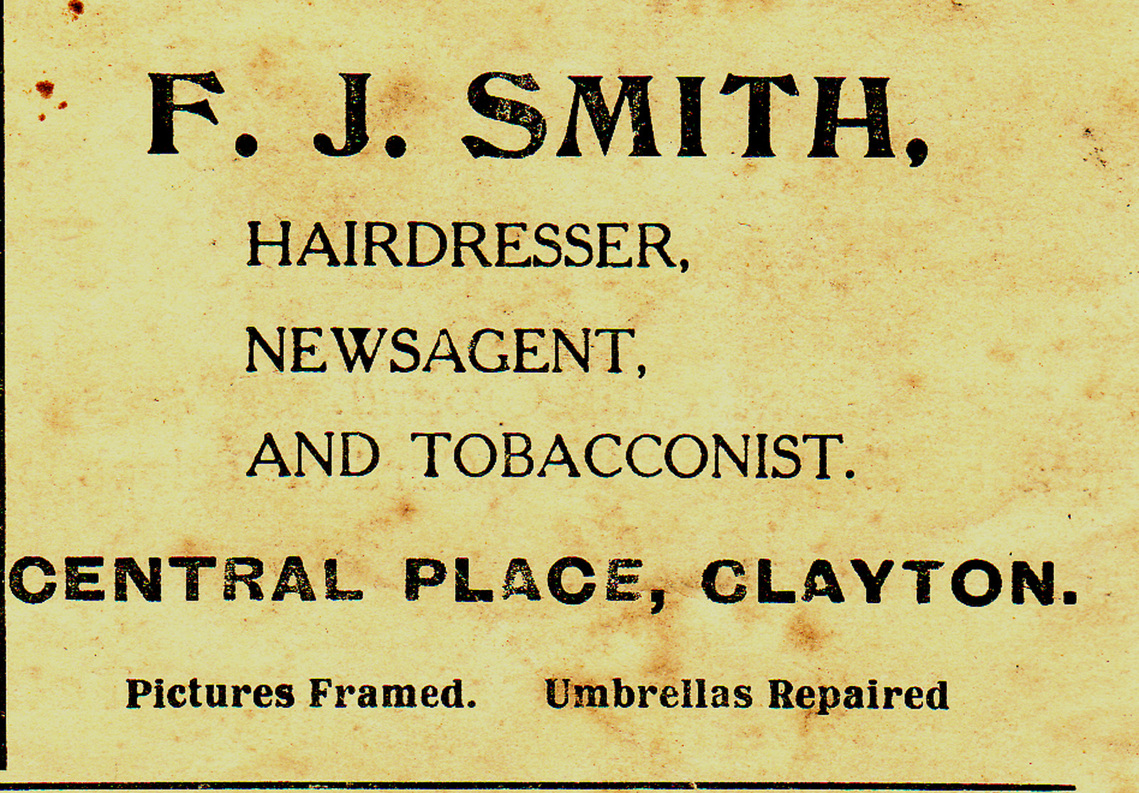 F. J. SMITH,
HAIRDRESSER,
NEWSAGENT,
AND TOBACCONIST.
CENTRAL PLACE, CLAYTON.
Pictures Framed. Umbrellas Repaired